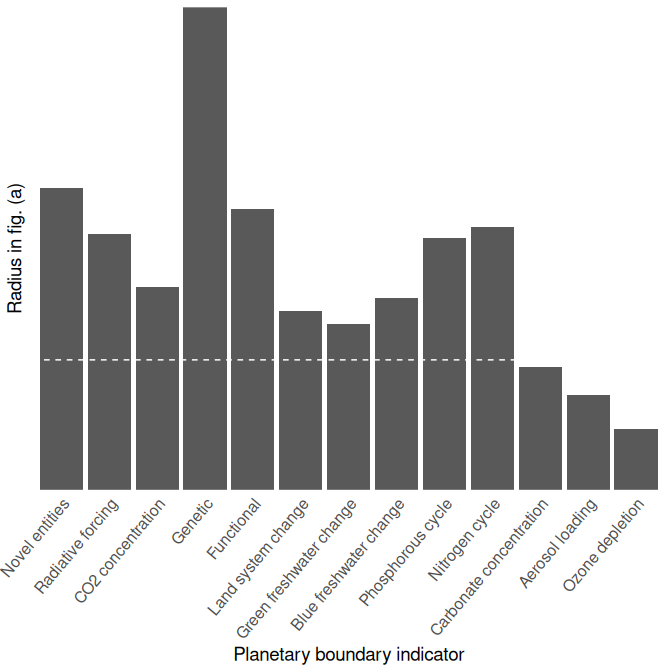 Radius in fig. (a)
Novel entities
Radiative forcing
CO2 concentration
Genetic
Functional
Land system change
Green freshwater change
Blue freshwater change
Phosphorous cycle
Nitrogen cycle
Carbonate concentration
Aerosol loading
Ozone depletion
Planetary boundary indicator